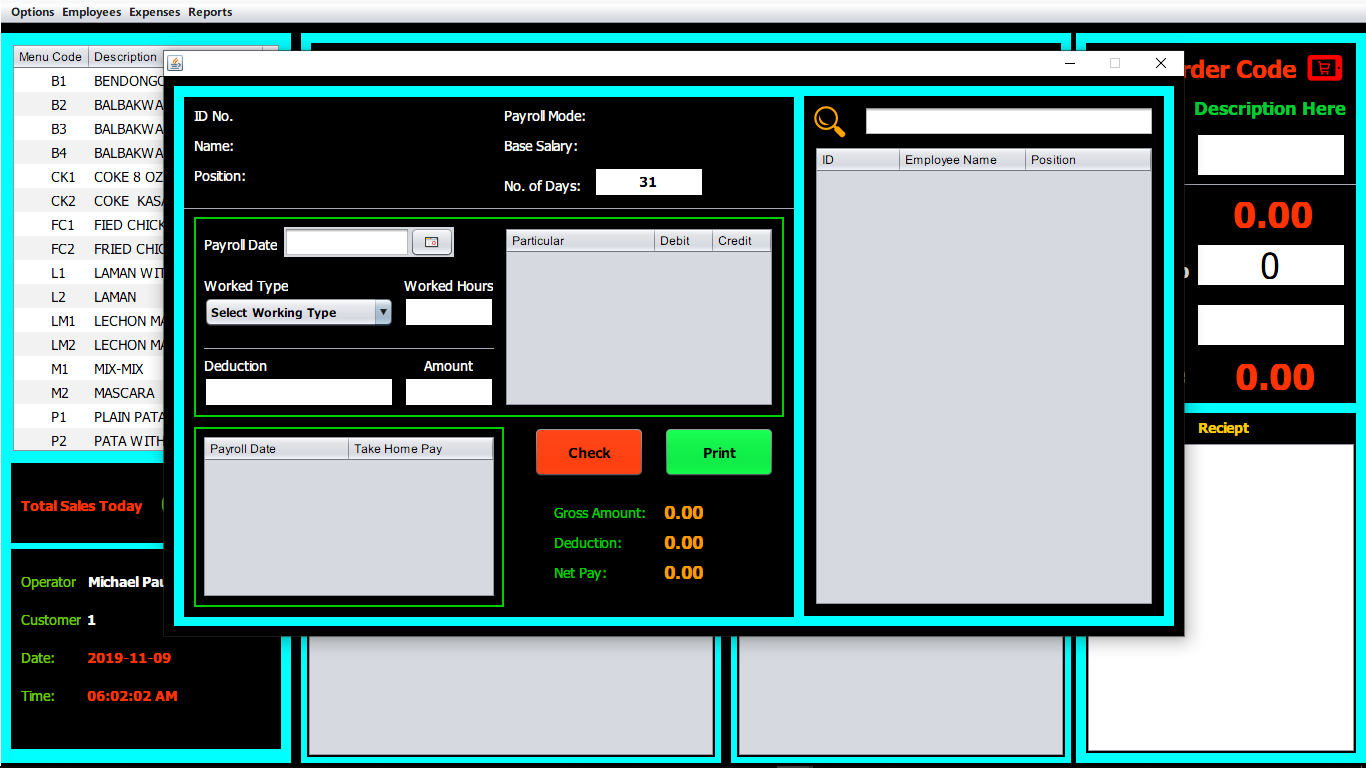 Options Employees Expenses Reports
Menu Code Description
B1 BENDONGO
B2 BALBAKWA
B3 BALBAKWA
B4 BALBAKWA
CK1 COKE 8 OZ
CK2 COKE KASA
FC1 FIED CHICK
FC2 FRIED CHIC
L1 LAMAN WIT
L2 LAMAN
LM1 LECHON MA
LM2 LECHON MA
M1 MIX-MIX
M2 MASCARA
P1 PLAIN PATA
P2 PATA WITH
Total Sales Today
Operator Michael Pau
Customer 1
Date: 2019-11-09
Time: 06:02:02 AM
ID No.
Name:
Position:
Payroll Mode:
Base Salary:
No. of Days: 31
Payroll Date
Worked Type Worked Hours
Select Working Type
Deduction Amount
Particular Debit Credit
Payroll Date Take Home Pay
Check Print
Gross Amount: 0.00
Deduction: 0.00
Net Pay: 0.00
ID Employee Name Position
rder Code
Description Here
0.00
0
0.00
Reciept